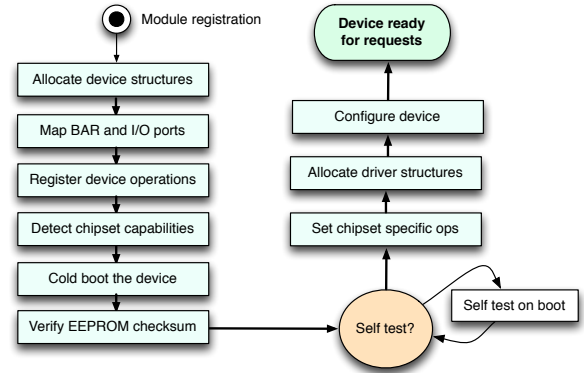 Module registration
Allocate device structures
Map BAR and I/O ports
Register device operations
Detect chipset capabilities
Cold boot the device
Verify EEPROM checksum
Self test?
Self test on boot
Set chipset specific ops
Allocate driver structures
Configure device
Device ready
for requests